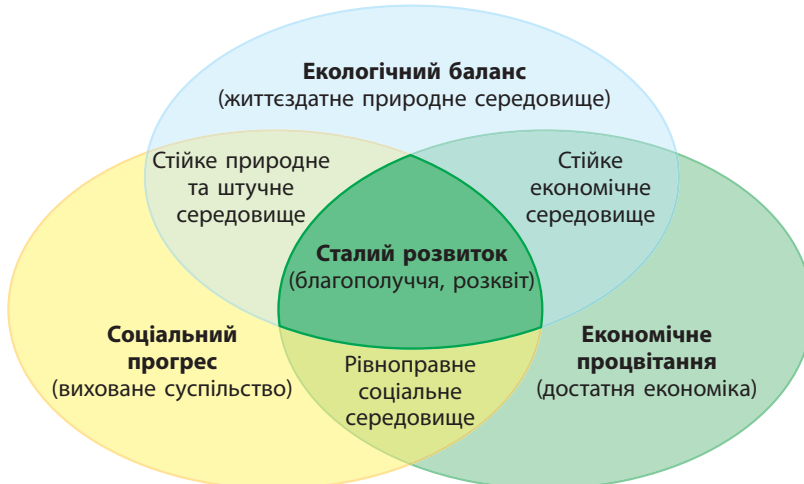 Екологічний баланс
(життєздатне природне середовище)
Стійке природне
та штучне
середовище
Стійке
економічне
середовище
Сталий розвиток
(благополуччя, розквіт)
Соціальний
прогрес
(виховане суспільство)
Рівноправне
соціальне
середовище
Економічне
процвітання
(достатня економіка)